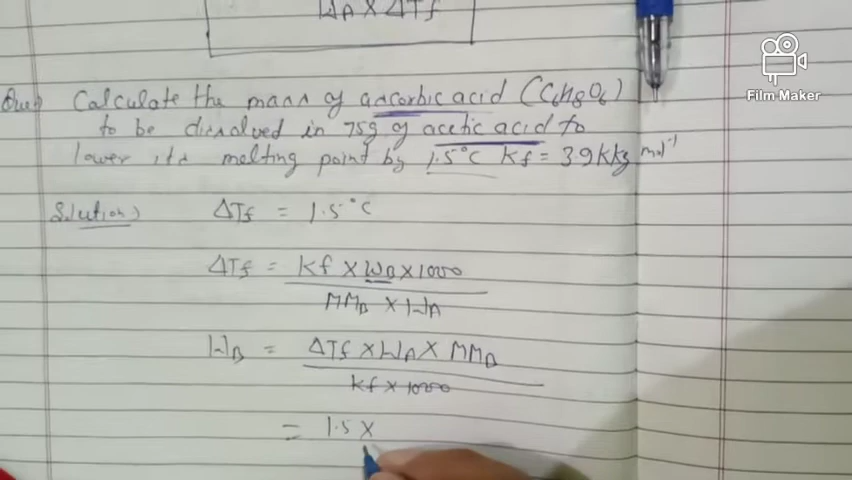 WA X ΔTf
Film Maker
Que) Calculate the mass of ascorbic acid (C6H8O6)
to be dissolved in 75g of acetic acid to
lower its melting point by 1.5°C Kf = 3.9 K kg mol⁻¹
Solution) ΔTf = 1.5°C
ΔTf = Kf × WB × 1000
MMB × WA
WB = ΔTf × WA × MMB
Kf × 1000
= 1.5 ×